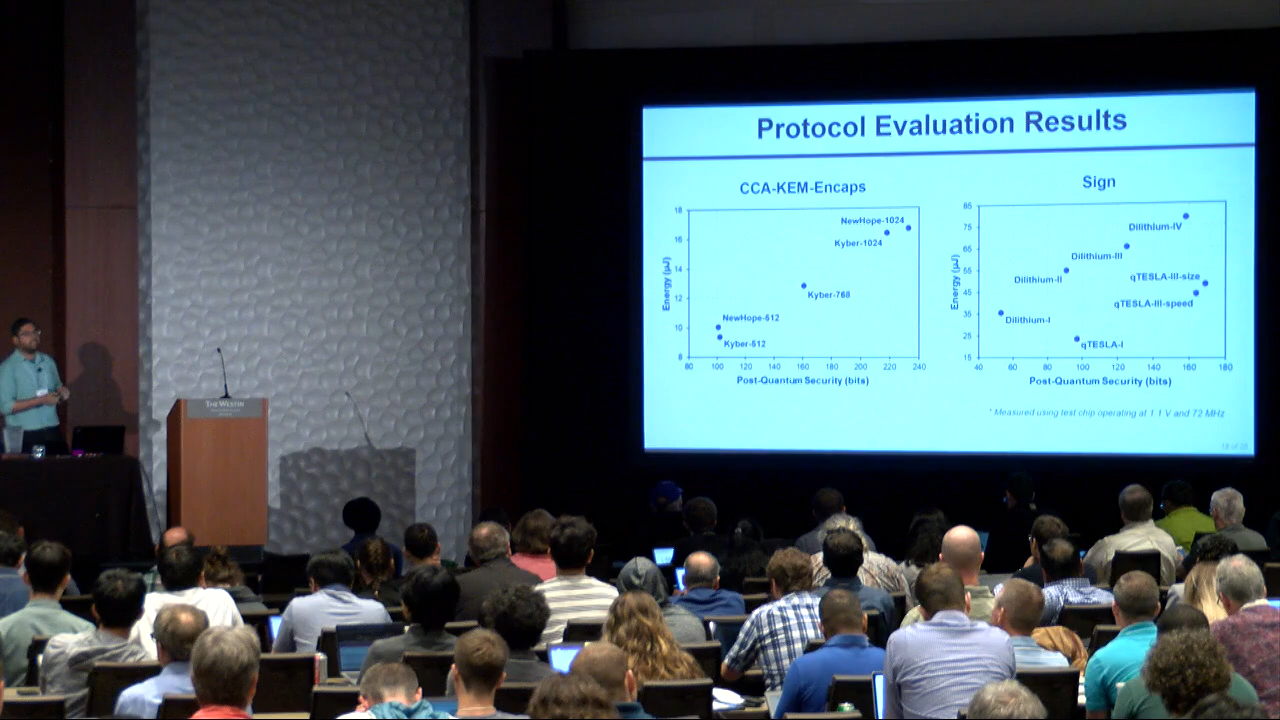 Protocol Evaluation Results
CCA-KEM-Encaps
18
16
14
12
10
8
Energy (µJ)
NewHope-1024
Kyber-1024
Kyber-768
NewHope-512
Kyber-512
80 100 120 140 160 180 200 220 240
Post-Quantum Security (bits)
Sign
85
75
65
55
45
35
25
15
Energy (µJ)
Dilithium-IV
Dilithium-III
Dilithium-II
qTESLA-III-size
qTESLA-III-speed
Dilithium-I
qTESLA-I
40 60 80 100 120 140 160 180
Post-Quantum Security (bits)
* Measured using test chip operating at 1.1 V and 72 MHz
THE WESTIN